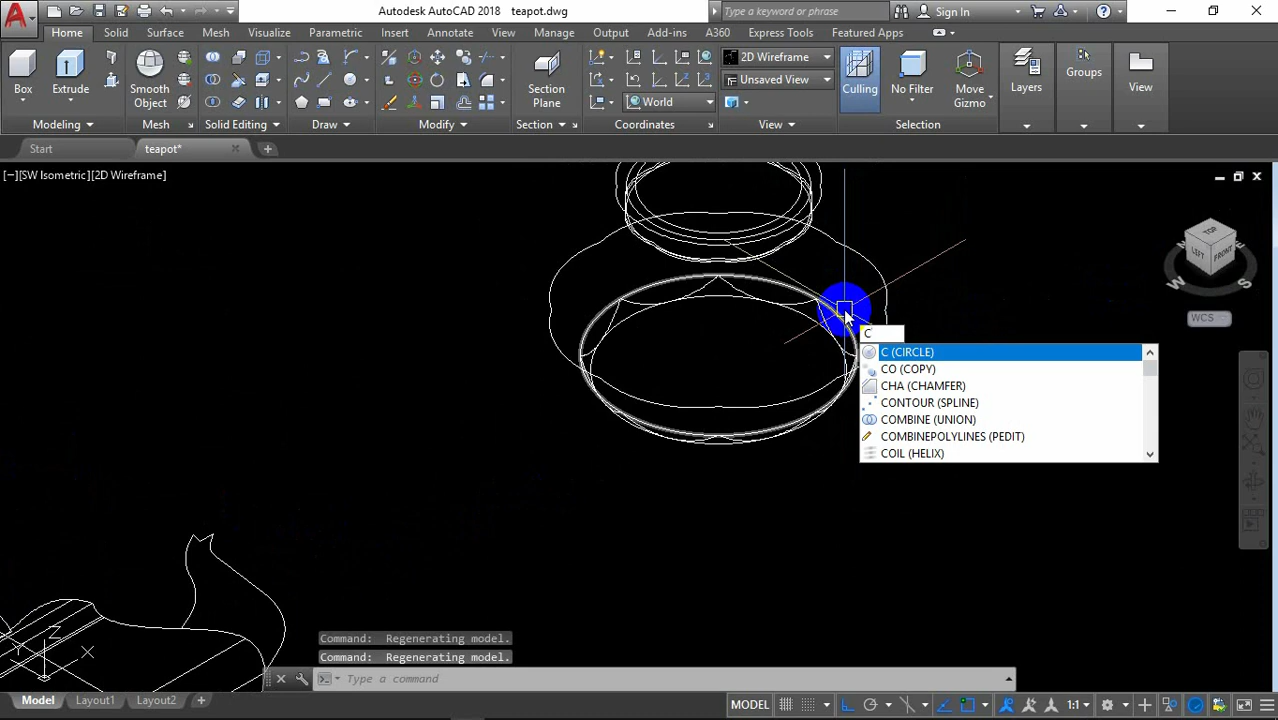 Autodesk AutoCAD 2018 teapot.dwg
Type a keyword or phrase
Sign In
Home Solid Surface Mesh Visualize Parametric Insert Annotate View Manage Output Add-ins A360 Express Tools Featured Apps
2D Wireframe
Unsaved View
World
Box Extrude Smooth Object Section Plane Culling No Filter Move Gizmo Layers Groups View
Modeling Mesh Solid Editing Draw Modify Section Coordinates View Selection
Start teapot*
[−][SW Isometric][2D Wireframe]
TOP
LEFT FRONT
W S
WCS
C
C (CIRCLE)
CO (COPY)
CHA (CHAMFER)
CONTOUR (SPLINE)
COMBINE (UNION)
COMBINEPOLYLINES (PEDIT)
COIL (HELIX)
Z
X
Command: Regenerating model.
Command: Regenerating model.
Type a command
Model Layout1 Layout2
MODEL
1:1